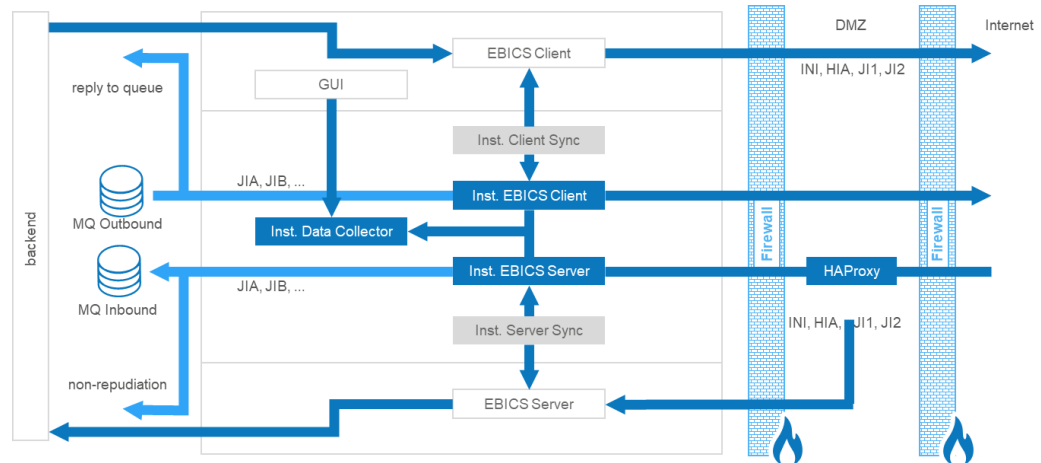 DMZ
Internet
EBICS Client
INI, HIA, JI1, JI2
GUI
reply to queue
Inst. Client Sync
JIA, JIB, ...
Inst. EBICS Client
MQ Outbound
Inst. Data Collector
backend
Firewall
Firewall
Inst. EBICS Server
HAProxy
JIA, JIB, ...
MQ Inbound
Inst. Server Sync
INI, HIA, JI1, JI2
non-repudiation
EBICS Server